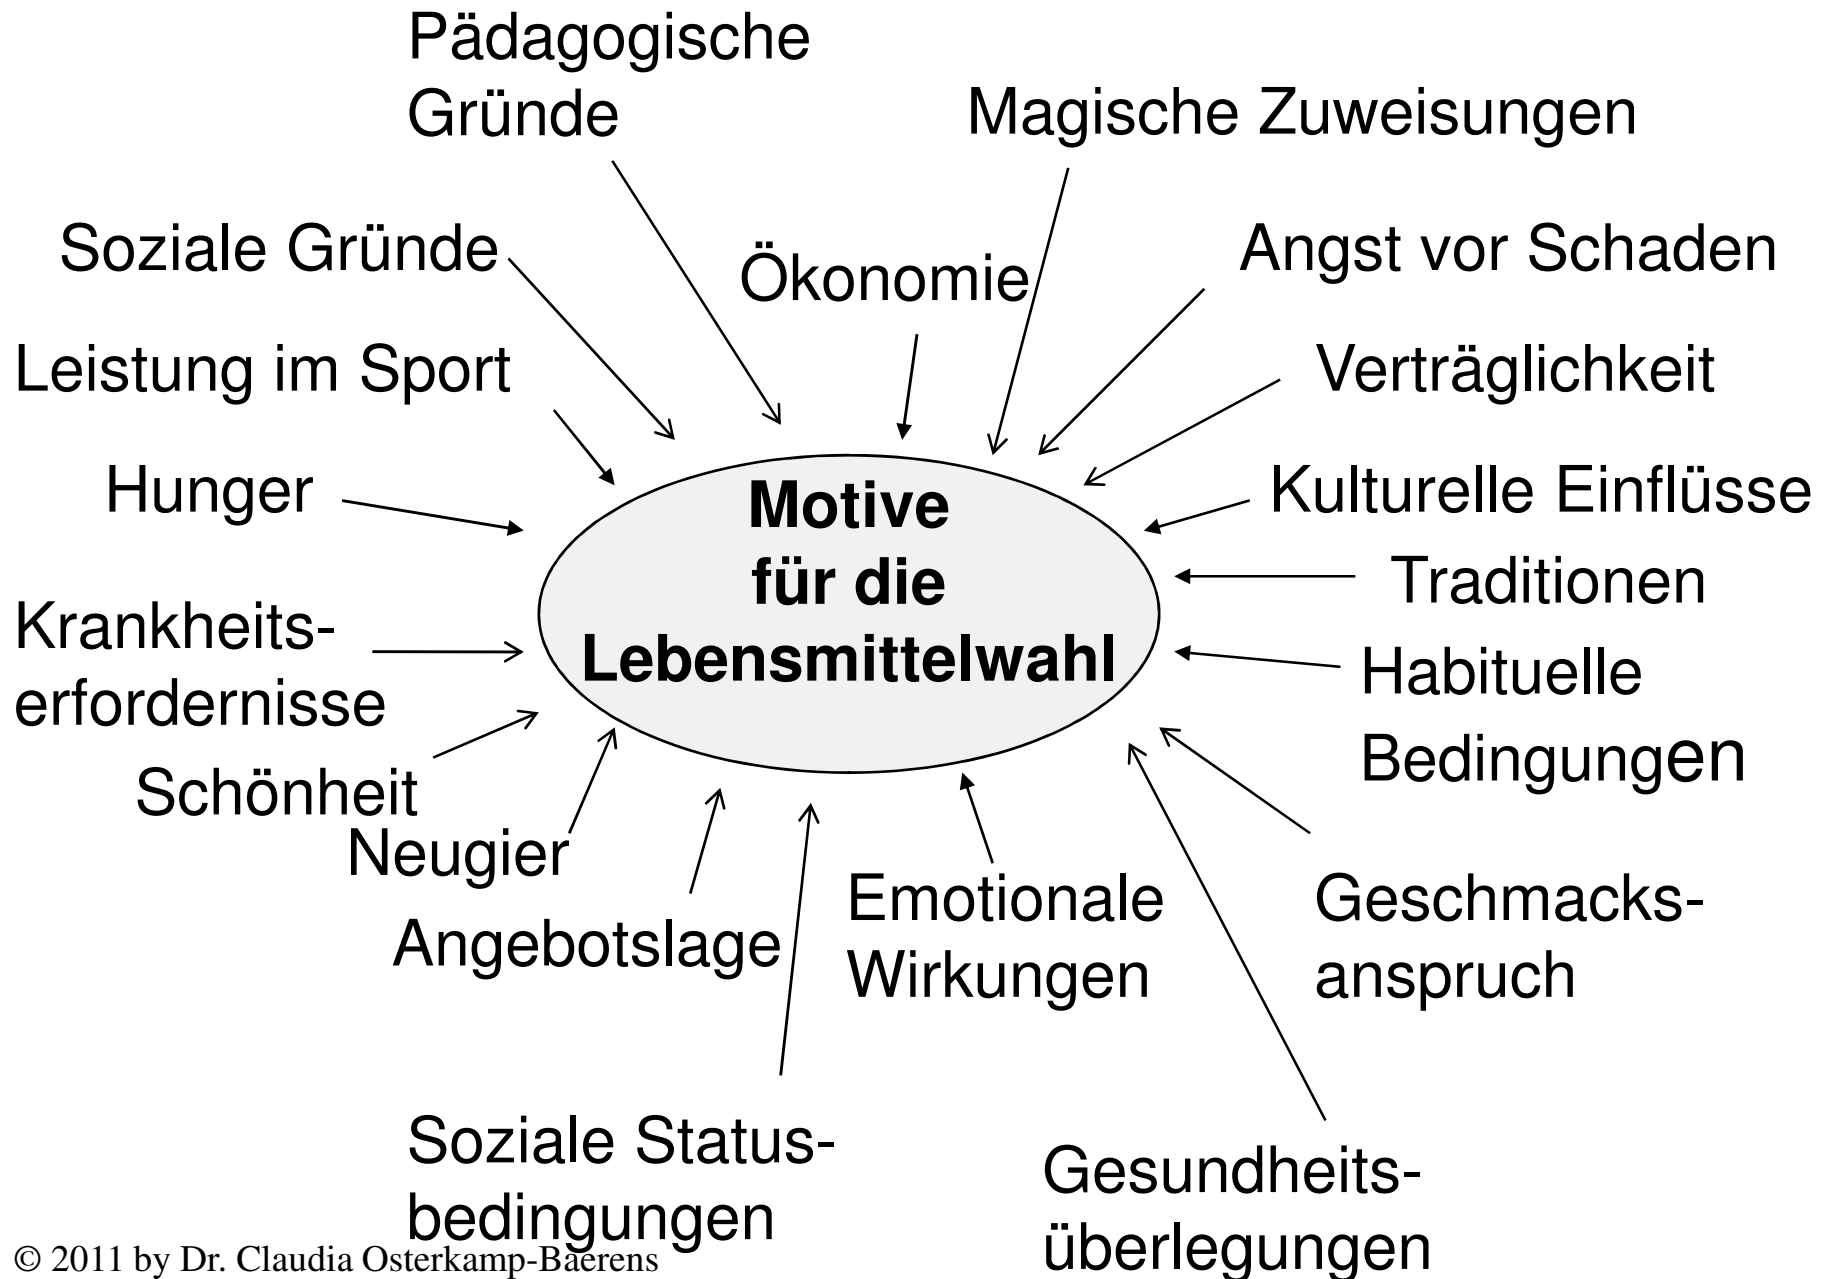 Pädagogische
Gründe
Magische Zuweisungen
Soziale Gründe
Ökonomie
Angst vor Schaden
Leistung im Sport
Verträglichkeit
Hunger
Motive
für die
Lebensmittelwahl
Kulturelle Einflüsse
Traditionen
Krankheits-
erfordernisse
Habituelle
Bedingungen
Schönheit
Neugier
Angebotslage
Emotionale
Wirkungen
Geschmacks-
anspruch
Soziale Status-
bedingungen
Gesundheits-
überlegungen
© 2011 by Dr. Claudia Osterkamp-Baerens